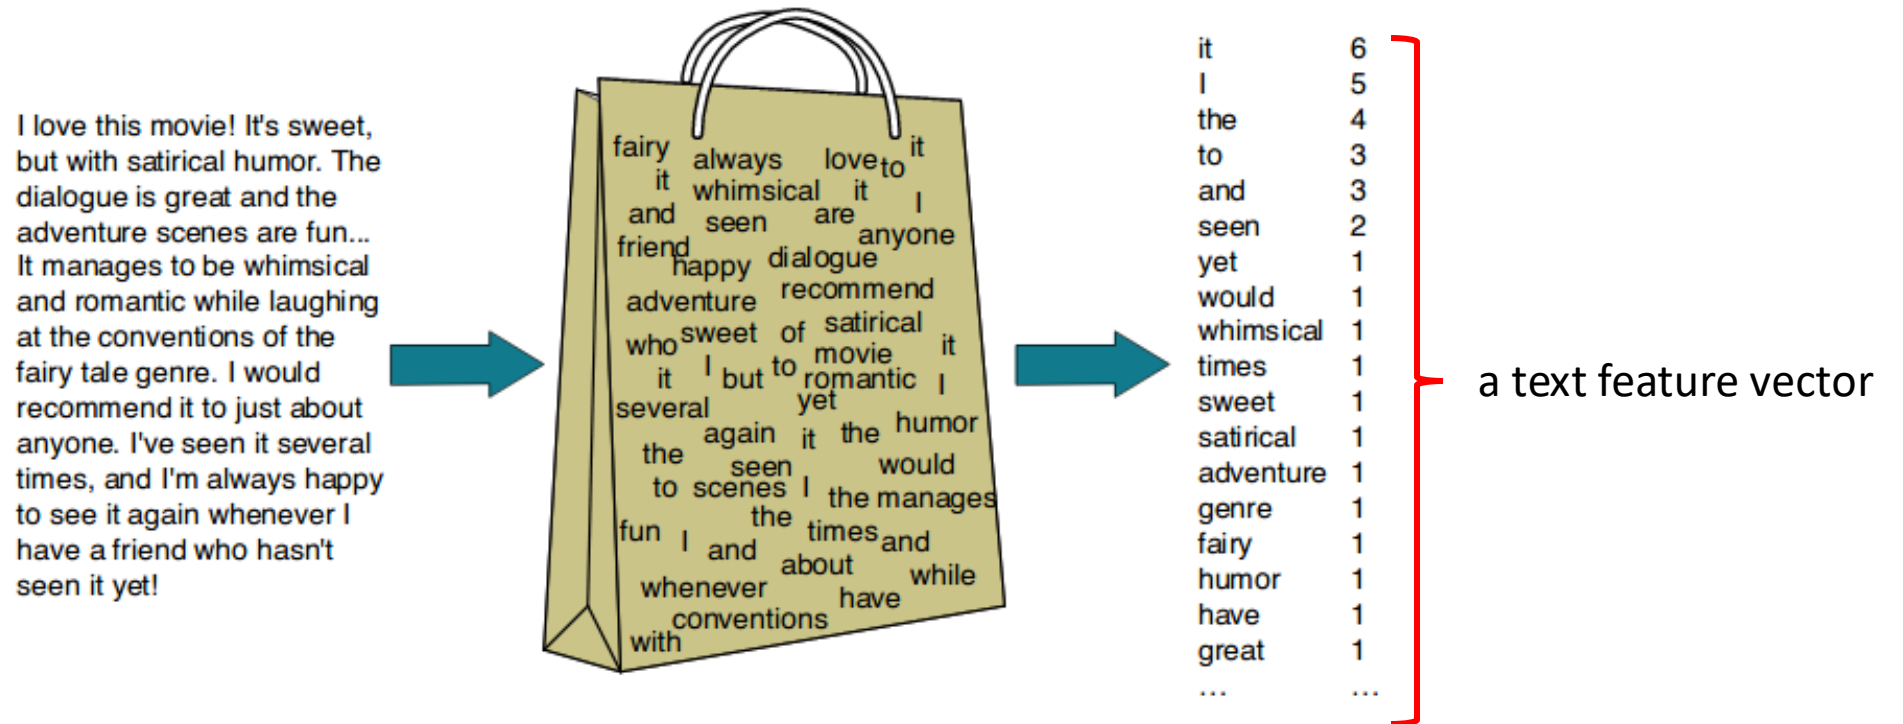 I love this movie! It's sweet,
but with satirical humor. The
dialogue is great and the
adventure scenes are fun...
It manages to be whimsical
and romantic while laughing
at the conventions of the
fairy tale genre. I would
recommend it to just about
anyone. I've seen it several
times, and I'm always happy
to see it again whenever I
have a friend who hasn't
seen it yet!
fairy always love to it
it whimsical it I
and seen are anyone
friend happy dialogue
adventure recommend
who sweet of satirical
it I but to movie it
romantic I
several yet
again it the humor
the seen would
to scenes I the manages
fun I the times and
and about while
whenever have
conventions
with
it 6
I 5
the 4
to 3
and 3
seen 2
yet 1
would 1
whimsical 1
times 1
sweet 1
satirical 1
adventure 1
genre 1
fairy 1
humor 1
have 1
great 1
... ...
a text feature vector